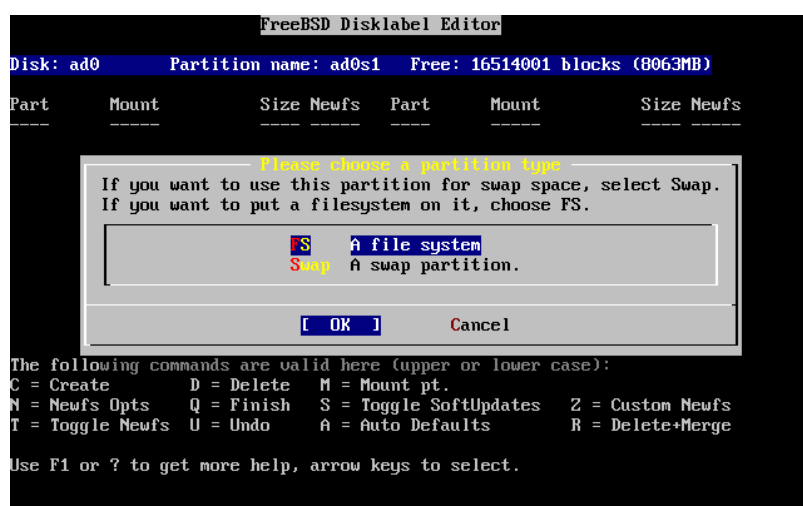 FreeBSD Disklabel Editor
Disk: ad0 Partition name: ad0s1 Free: 16514001 blocks (8063MB)
Part Mount Size Newfs Part Mount Size Newfs
---- ----- ---- ----- ---- ----- ---- -----
Please choose a partition type
If you want to use this partition for swap space, select Swap.
If you want to put a filesystem on it, choose FS.
FS A file system
Swap A swap partition.
[ OK ] Cancel
The following commands are valid here (upper or lower case):
C = Create D = Delete M = Mount pt.
N = Newfs Opts Q = Finish S = Toggle SoftUpdates Z = Custom Newfs
T = Toggle Newfs U = Undo A = Auto Defaults R = Delete+Merge
Use F1 or ? to get more help, arrow keys to select.